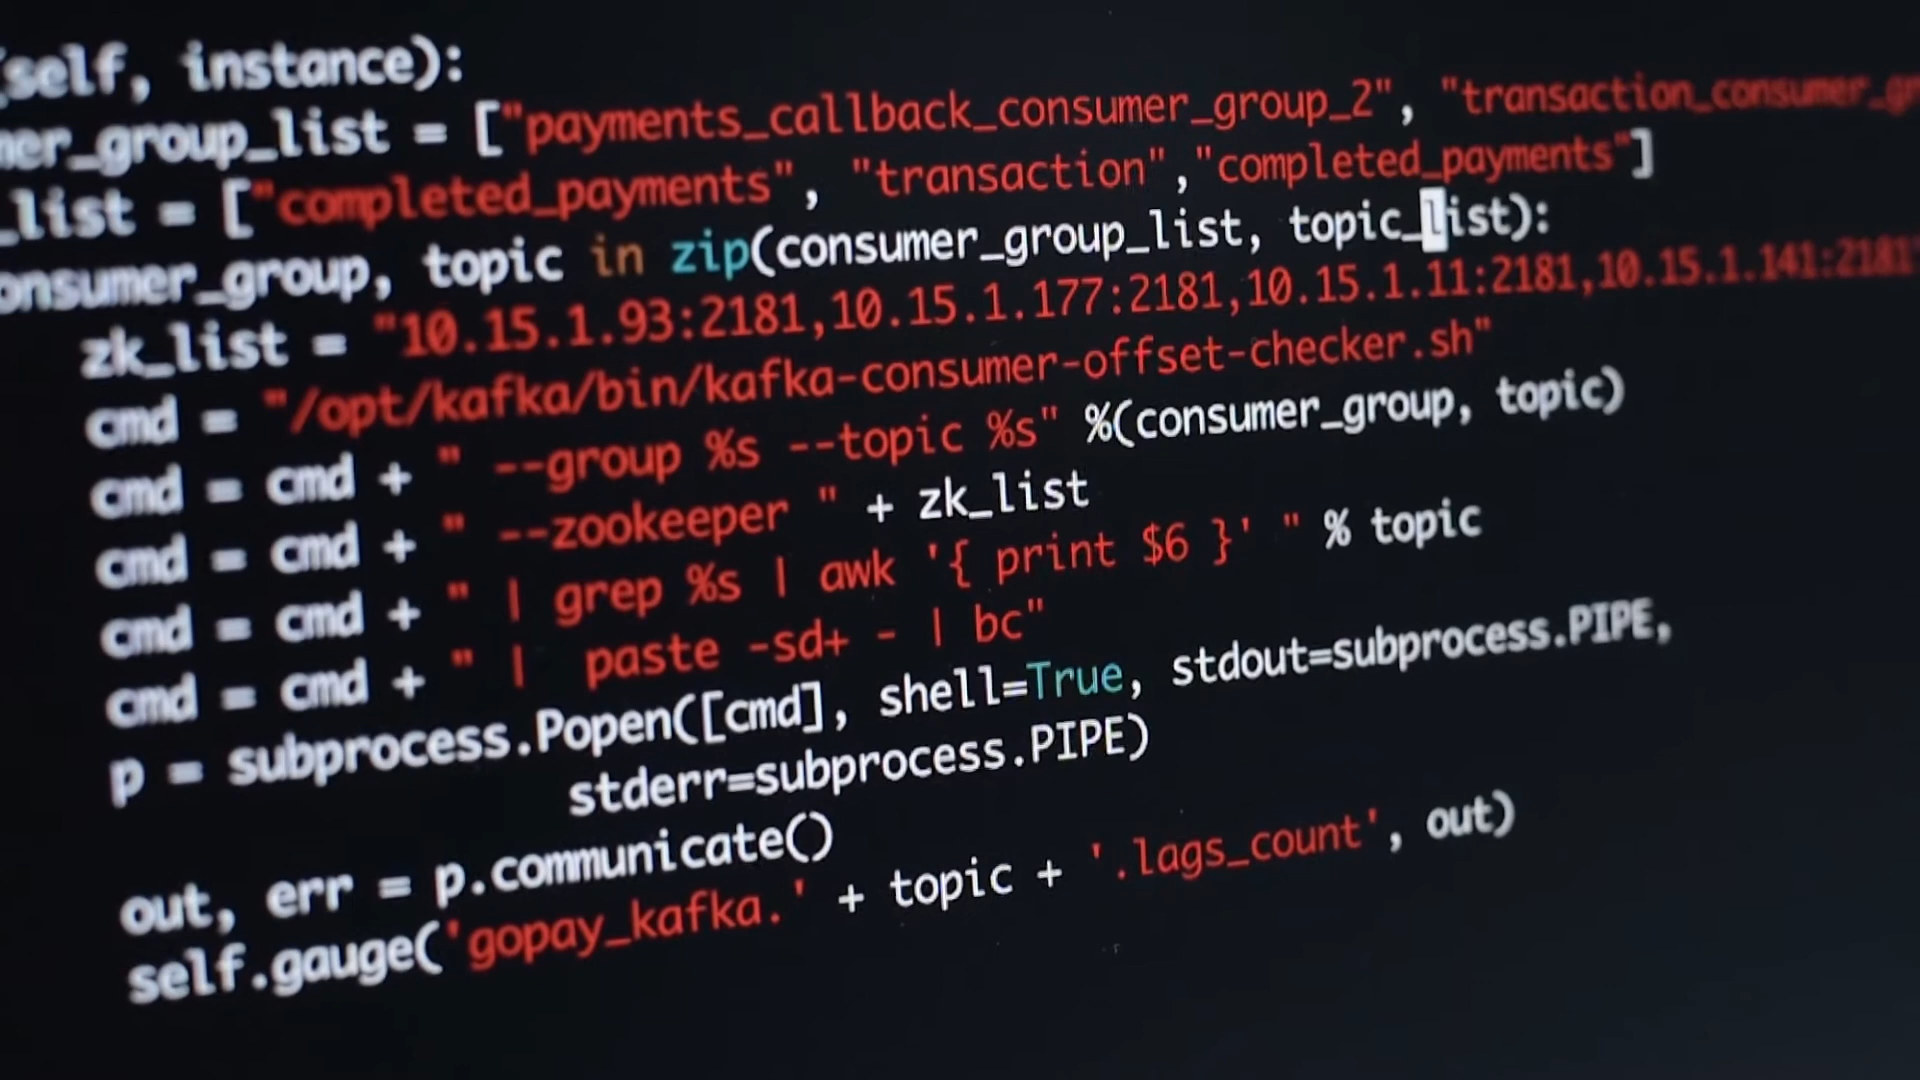 (self, instance):
mer_group_list = ["payments_callback_consumer_group_2", "transaction_consumer_gr
_list = ["completed_payments", "transaction","completed_payments"]
onsumer_group, topic in zip(consumer_group_list, topic_list):
zk_list = "10.15.1.93:2181,10.15.1.177:2181,10.15.1.11:2181,10.15.1.141:2181"
cmd = "/opt/kafka/bin/kafka-consumer-offset-checker.sh"
cmd = cmd + " --group %s --topic %s" %(consumer_group, topic)
cmd = cmd + " --zookeeper " + zk_list
cmd = cmd + " | grep %s | awk '{ print $6 }' " % topic
cmd = cmd + " |  paste -sd+ - | bc"
p = subprocess.Popen([cmd], shell=True, stdout=subprocess.PIPE,
stderr=subprocess.PIPE)
out, err = p.communicate()
self.gauge('gopay_kafka.' + topic + '.lags_count', out)